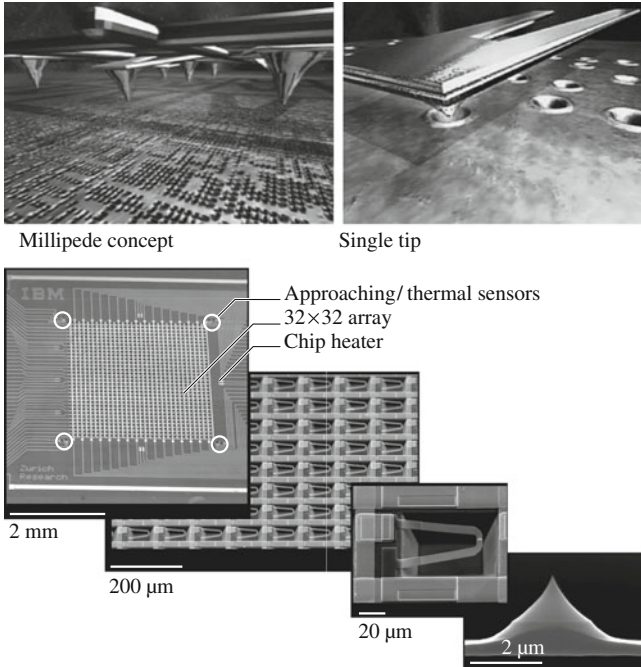 Millipede concept
Single tip
IBM
Approaching/ thermal sensors
32×32 array
Chip heater
Zurich
Research
2 mm
200 µm
20 µm
2 µm